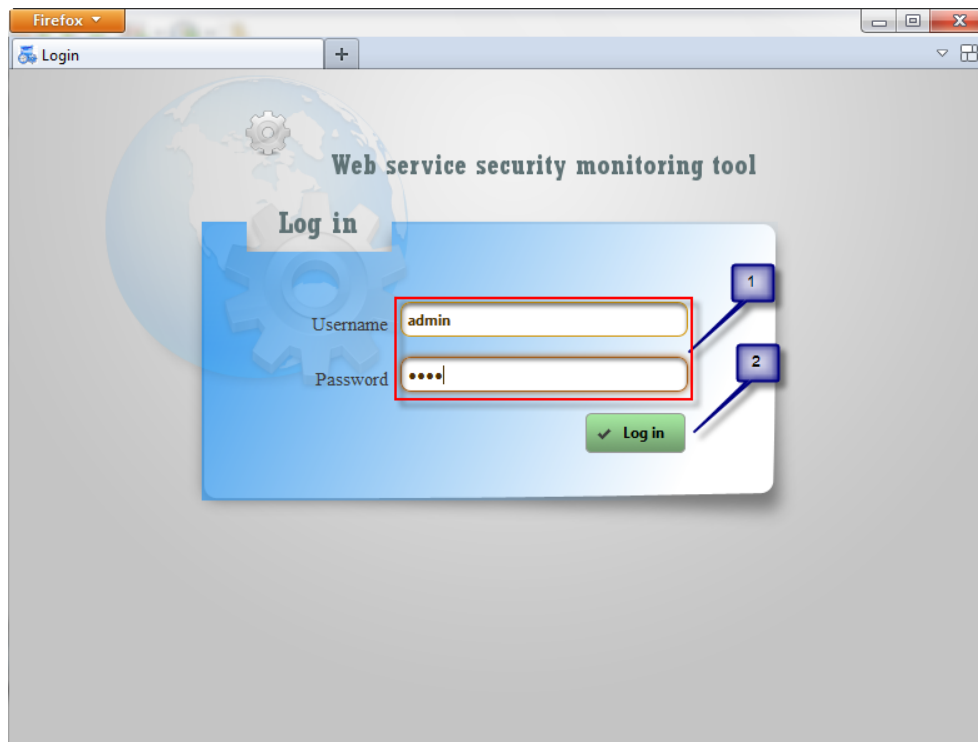 Firefox
Login
Web service security monitoring tool
Log in
1
Username admin
2
Password ••••
Log in